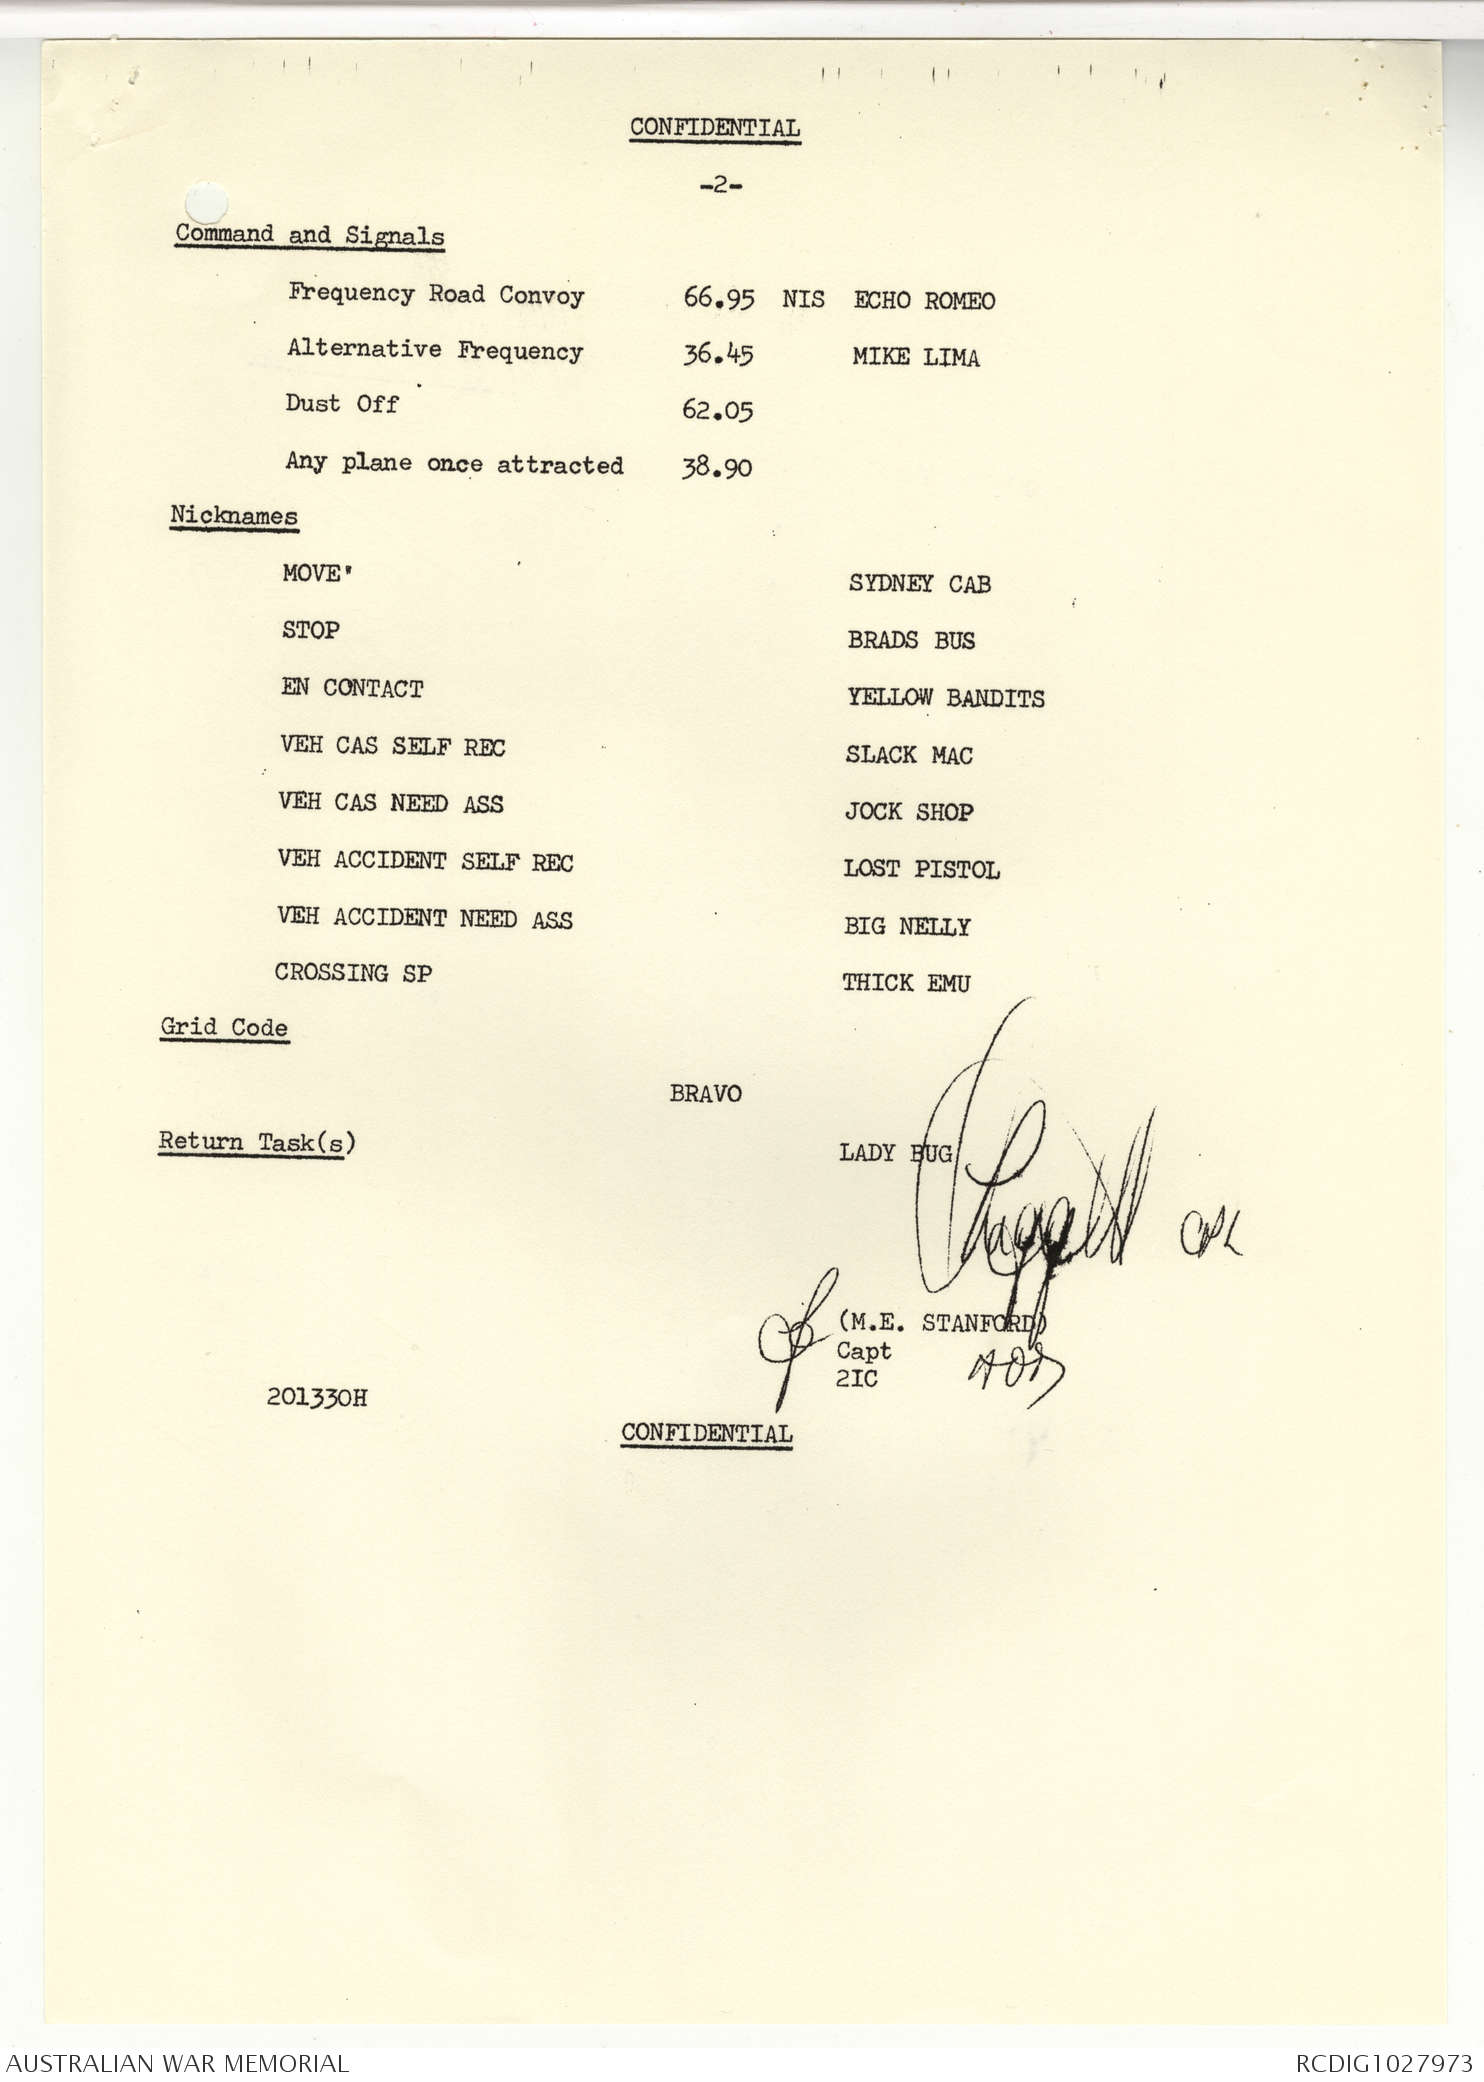 CONFIDENTIAL
-2-
Command and Signals
Frequency Road Convoy 66.95 NIS ECHO ROMEO
Alternative Frequency 36.45 MIKE LIMA
Dust Off 62.05
Any plane once attracted 38.90
Nicknames
MOVE" SYDNEY CAB
STOP BRADS BUS
EN CONTACT YELLOW BANDITS
VEH CAS SELF REC SLACK MAC
VEH CAS NEED ASS JOCK SHOP
VEH ACCIDENT SELF REC LOST PISTOL
VEH ACCIDENT NEED ASS BIG NELLY
CROSSING SP THICK EMU
Grid Code
BRAVO
Return Task(s) LADY BUG
CPL
(M.E. STANFORD)
Capt
2IC
201330H
CONFIDENTIAL
AUSTRALIAN WAR MEMORIAL RCDIG1027973